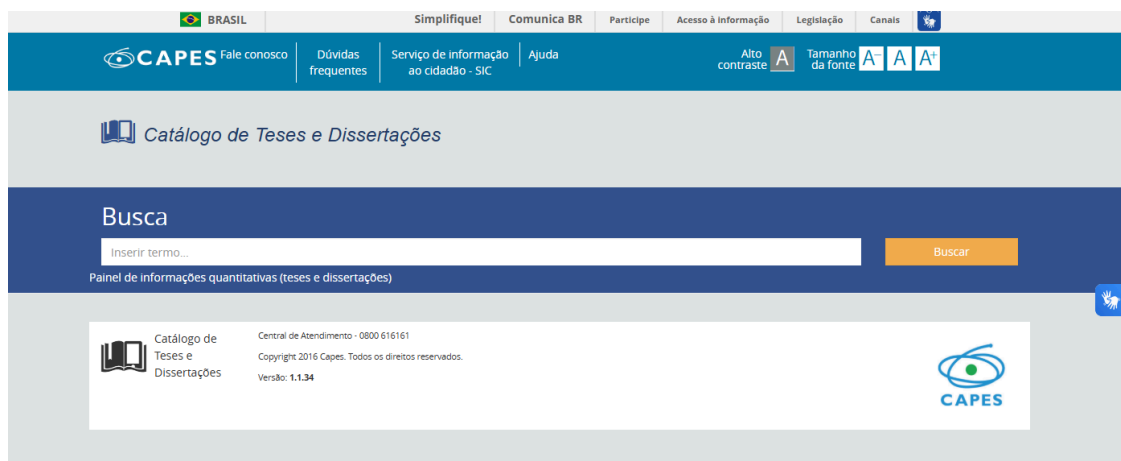 BRASIL Simplifique! Comunica BR Participe Acesso à informação Legislação Canais
CAPES Fale conosco Dúvidas frequentes Serviço de informação ao cidadão - SIC Ajuda Alto contraste A Tamanho da fonte A- A A+
Catálogo de Teses e Dissertações
Busca
Inserir termo... Buscar
Painel de informações quantitativas (teses e dissertações)
Catálogo de
Teses e
Dissertações
Central de Atendimento - 0800 616161
Copyright 2016 Capes. Todos os direitos reservados.
Versão: 1.1.34
CAPES